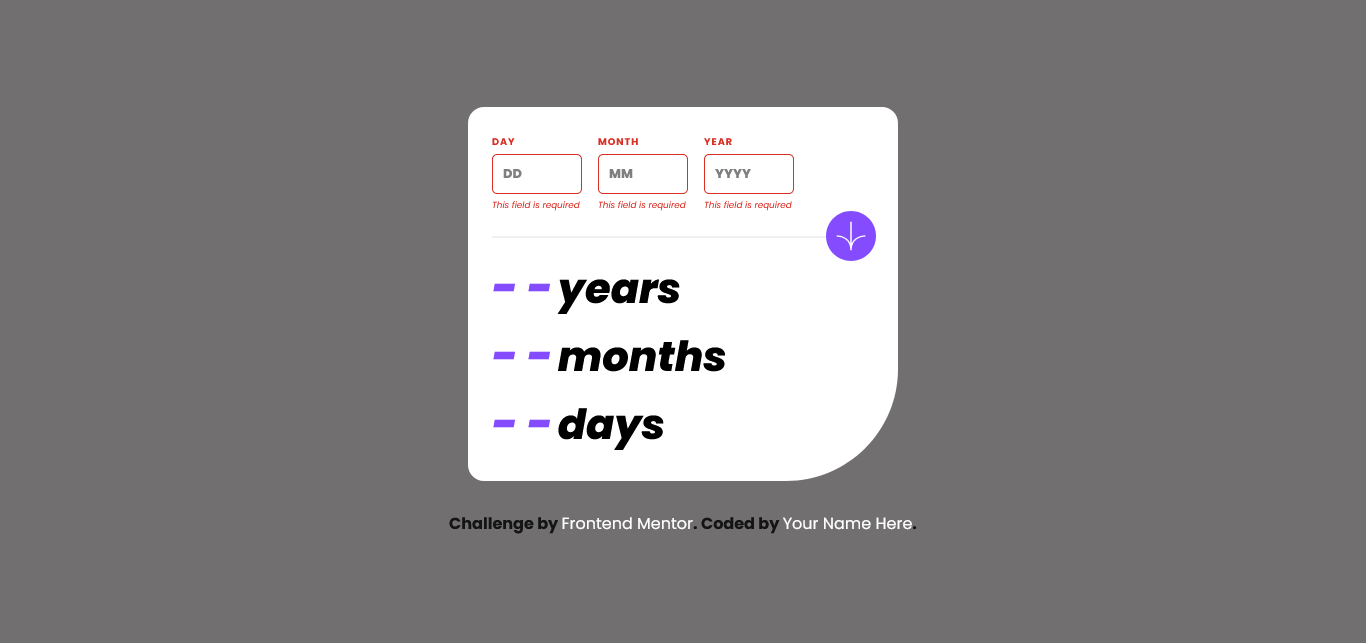 DAY MONTH YEAR
DD MM YYYY
This field is required This field is required This field is required
- - years
- - months
- - days
Challenge by Frontend Mentor. Coded by Your Name Here.